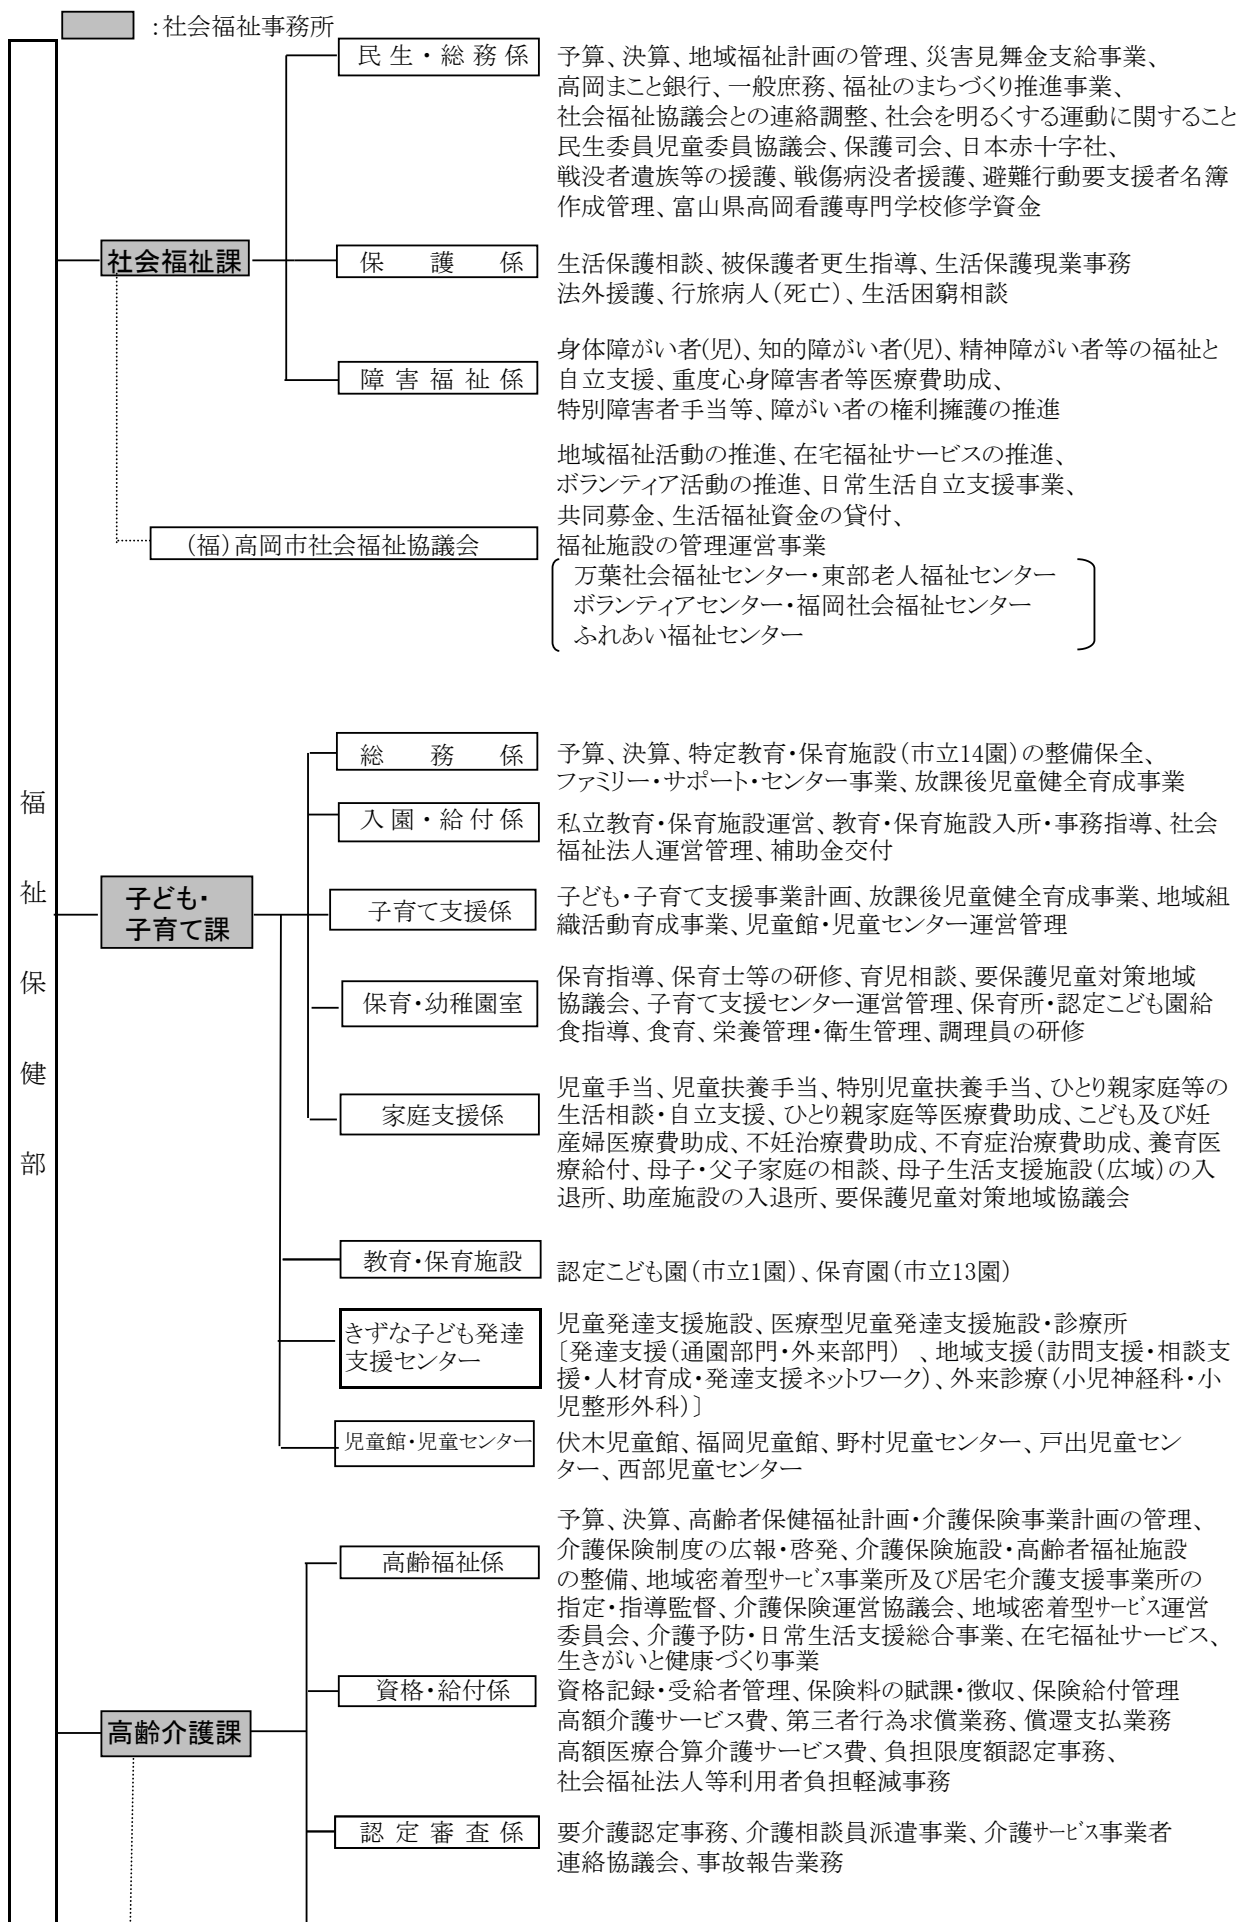 :社会福祉事務所
福祉保健部
社会福祉課
民生・総務係
予算、決算、地域福祉計画の管理、災害見舞金支給事業、
高岡まこと銀行、一般庶務、福祉のまちづくり推進事業、
社会福祉協議会との連絡調整、社会を明るくする運動に関すること
民生委員児童委員協議会、保護司会、日本赤十字社、
戦没者遺族等の援護、戦傷病没者援護、避難行動要支援者名簿
作成管理、富山県高岡看護専門学校修学資金
保護係
生活保護相談、被保護者更生指導、生活保護現業事務
法外援護、行旅病人(死亡)、生活困窮相談
障害福祉係
身体障がい者(児)、知的障がい者(児)、精神障がい者等の福祉と
自立支援、重度心身障害者等医療費助成、
特別障害者手当等、障がい者の権利擁護の推進
(福)高岡市社会福祉協議会
地域福祉活動の推進、在宅福祉サービスの推進、
ボランティア活動の推進、日常生活自立支援事業、
共同募金、生活福祉資金の貸付、
福祉施設の管理運営事業
万葉社会福祉センター・東部老人福祉センター
ボランティアセンター・福岡社会福祉センター
ふれあい福祉センター
子ども・
子育て課
総務係
予算、決算、特定教育・保育施設(市立14園)の整備保全、
ファミリー・サポート・センター事業、放課後児童健全育成事業
入園・給付係
私立教育・保育施設運営、教育・保育施設入所・事務指導、社会
福祉法人運営管理、補助金交付
子育て支援係
子ども・子育て支援事業計画、放課後児童健全育成事業、地域組
織活動育成事業、児童館・児童センター運営管理
保育・幼稚園室
保育指導、保育士等の研修、育児相談、要保護児童対策地域
協議会、子育て支援センター運営管理、保育所・認定こども園給
食指導、食育、栄養管理・衛生管理、調理員の研修
家庭支援係
児童手当、児童扶養手当、特別児童扶養手当、ひとり親家庭等の
生活相談・自立支援、ひとり親家庭等医療費助成、こども及び妊
産婦医療費助成、不妊治療費助成、不育症治療費助成、養育医
療給付、母子・父子家庭の相談、母子生活支援施設(広域)の入
退所、助産施設の入退所、要保護児童対策地域協議会
教育・保育施設
認定こども園(市立1園)、保育園(市立13園)
きずな子ども発達
支援センター
児童発達支援施設、医療型児童発達支援施設・診療所
〔発達支援(通園部門・外来部門) 、地域支援(訪問支援・相談支
援・人材育成・発達支援ネットワーク)、外来診療(小児神経科・小
児整形外科)〕
児童館・児童センター
伏木児童館、福岡児童館、野村児童センター、戸出児童セン
ター、西部児童センター
高齢介護課
高齢福祉係
予算、決算、高齢者保健福祉計画・介護保険事業計画の管理、
介護保険制度の広報・啓発、介護保険施設・高齢者福祉施設
の整備、地域密着型サービス事業所及び居宅介護支援事業所の
指定・指導監督、介護保険運営協議会、地域密着型サービス運営
委員会、介護予防・日常生活支援総合事業、在宅福祉サービス、
生きがいと健康づくり事業
資格・給付係
資格記録・受給者管理、保険料の賦課・徴収、保険給付管理
高額介護サービス費、第三者行為求償業務、償還支払業務
高額医療合算介護サービス費、負担限度額認定事務、
社会福祉法人等利用者負担軽減事務
認定審査係
要介護認定事務、介護相談員派遣事業、介護サービス事業者
連絡協議会、事故報告業務